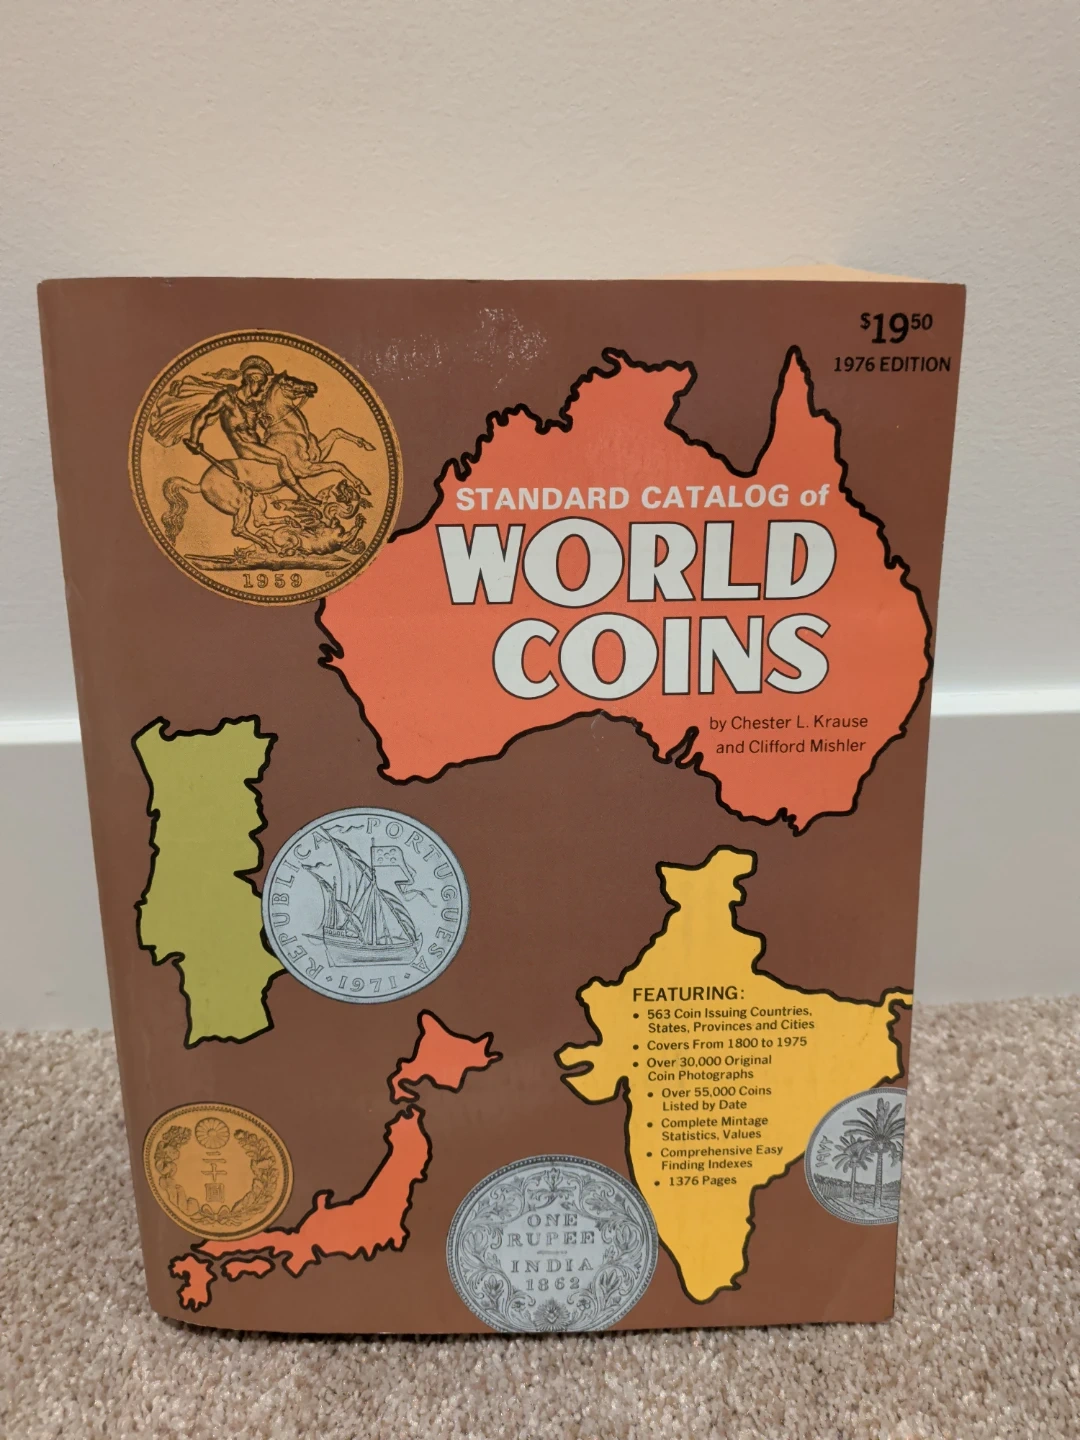 $19.50
1976 EDITION
STANDARD CATALOG of
WORLD
COINS
by Chester L. Krause
and Clifford Mishler
1959
REPUBLICA PORTUGUESA
·1971·
FEATURING:
• 563 Coin Issuing Countries,
States, Provinces and Cities
• Covers From 1800 to 1975
• Over 30,000 Original
Coin Photographs
• Over 55,000 Coins
Listed by Date
• Complete Mintage
Statistics, Values
• Comprehensive Easy
Finding Indexes
• 1376 Pages
二十圓
ONE
RUPEE
INDIA
1862